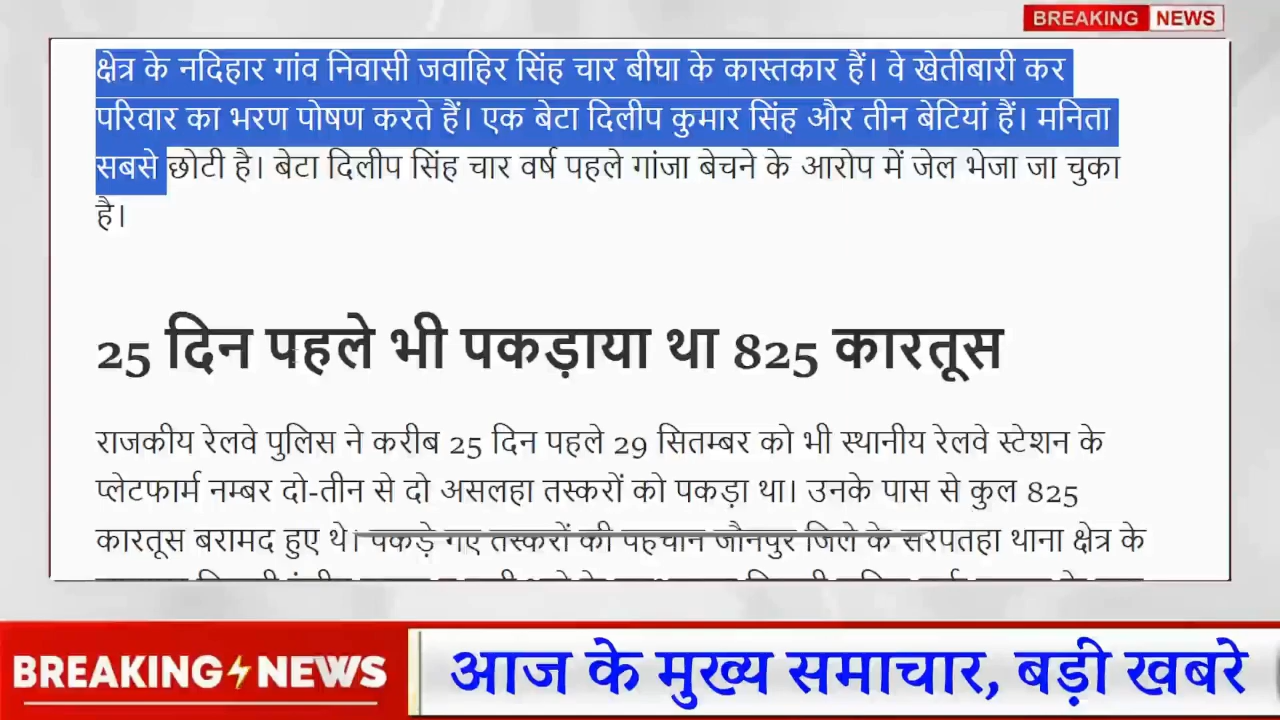 BREAKING NEWS
क्षेत्र के नदिहार गांव निवासी जवाहिर सिंह चार बीघा के कास्तकार हैं। वे खेतीबारी कर
परिवार का भरण पोषण करते हैं। एक बेटा दिलीप कुमार सिंह और तीन बेटियां हैं। मनिता
सबसे छोटी है। बेटा दिलीप सिंह चार वर्ष पहले गांजा बेचने के आरोप में जेल भेजा जा चुका
है।
25 दिन पहले भी पकड़ाया था 825 कारतूस
राजकीय रेलवे पुलिस ने करीब 25 दिन पहले 29 सितम्बर को भी स्थानीय रेलवे स्टेशन के
प्लेटफार्म नम्बर दो-तीन से दो असलहा तस्करों को पकड़ा था। उनके पास से कुल 825
कारतूस बरामद हुए थे। पकड़े गए तस्करों की पहचान जौनपुर जिले के सरपतहा थाना क्षेत्र के
BREAKING NEWS
आज के मुख्य समाचार, बड़ी खबरे